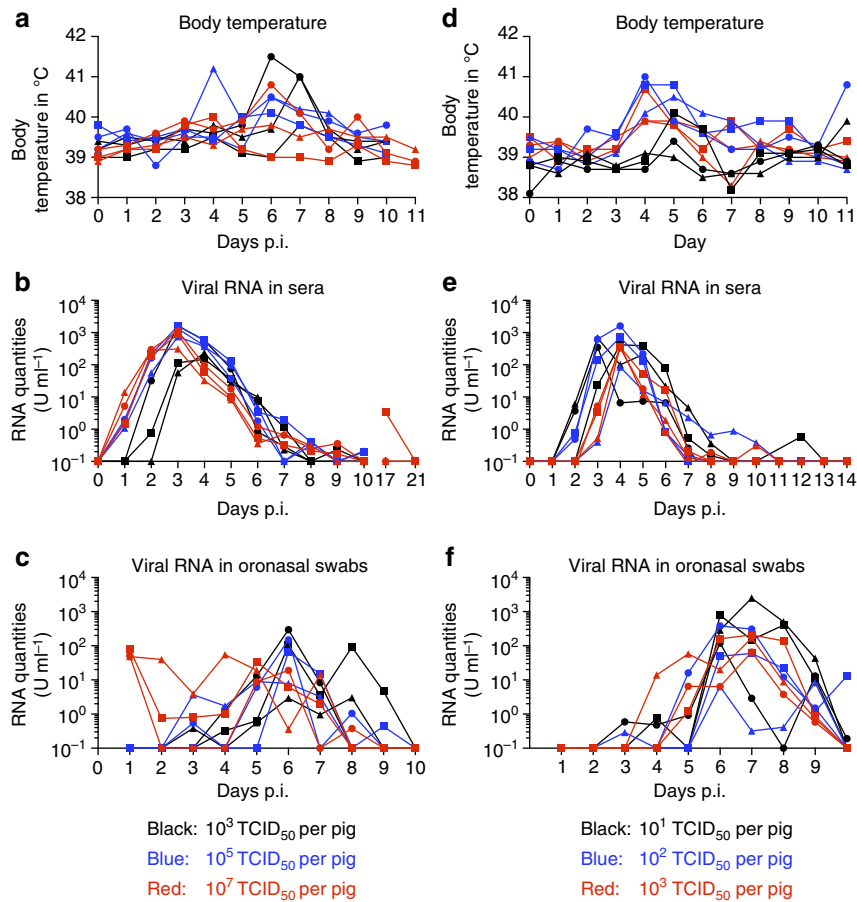 a Body temperature
Body temperature in °C
42
41
40
39
38
0 1 2 3 4 5 6 7 8 9 10 11
Days p.i.
d Body temperature
Body temperature in °C
42
41
40
39
38
0 1 2 3 4 5 6 7 8 9 10 11
Day
b Viral RNA in sera
RNA quantities
(U ml⁻¹)
10⁴
10³
10²
10¹
10⁰
10⁻¹
0 1 2 3 4 5 6 7 8 9 10 17 21
Days p.i.
e Viral RNA in sera
RNA quantities
(U ml⁻¹)
10⁴
10³
10²
10¹
10⁰
10⁻¹
0 1 2 3 4 5 6 7 8 9 10 11 12 13 14
Days p.i.
c Viral RNA in oronasal swabs
RNA quantities
(U ml⁻¹)
10⁴
10³
10²
10¹
10⁰
10⁻¹
0 1 2 3 4 5 6 7 8 9 10
Days p.i.
f Viral RNA in oronasal swabs
RNA quantities
(U ml⁻¹)
10⁴
10³
10²
10¹
10⁰
10⁻¹
1 2 3 4 5 6 7 8 9 10
Days p.i.
Black: 10³ TCID₅₀ per pig
Blue: 10⁵ TCID₅₀ per pig
Red: 10⁷ TCID₅₀ per pig
Black: 10¹ TCID₅₀ per pig
Blue: 10² TCID₅₀ per pig
Red: 10³ TCID₅₀ per pig